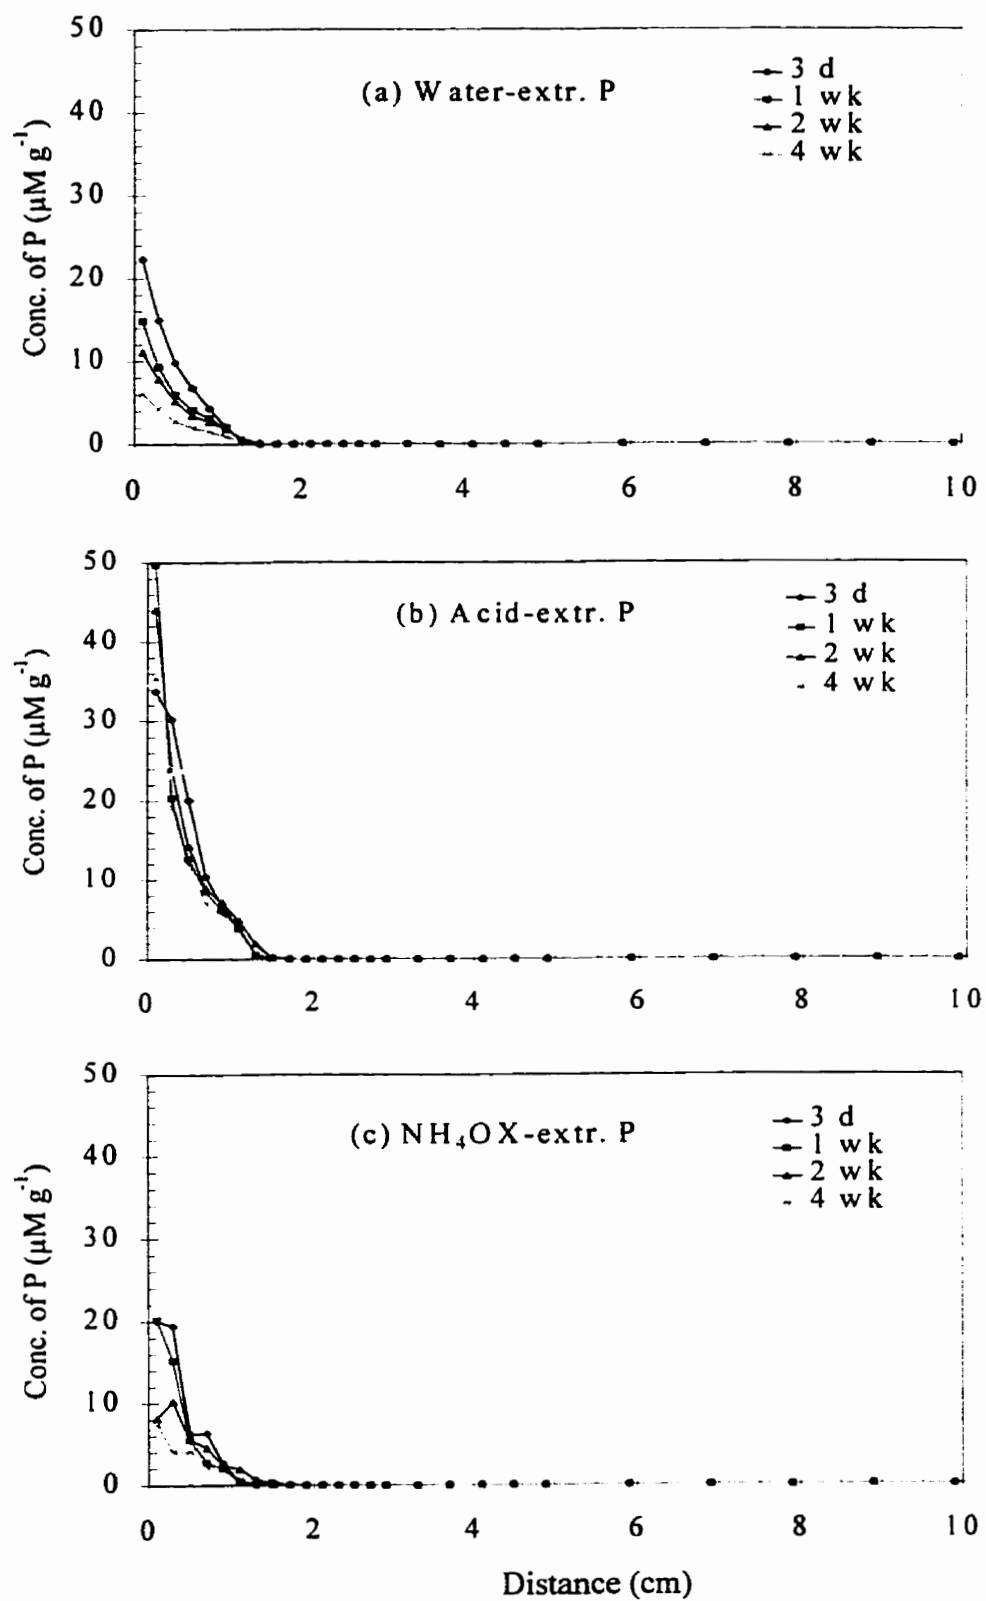 50
40
30
20
10
0
Conc. of P (µM g⁻¹)
(a) Water-extr. P
3 d
1 wk
2 wk
4 wk
0 2 4 6 8 10
50
40
30
20
10
0
Conc. of P (µM g⁻¹)
(b) Acid-extr. P
3 d
1 wk
2 wk
4 wk
0 2 4 6 8 10
50
40
30
20
10
0
Conc. of P (µM g⁻¹)
(c) NH₄OX-extr. P
3 d
1 wk
2 wk
4 wk
0 2 4 6 8 10
Distance (cm)